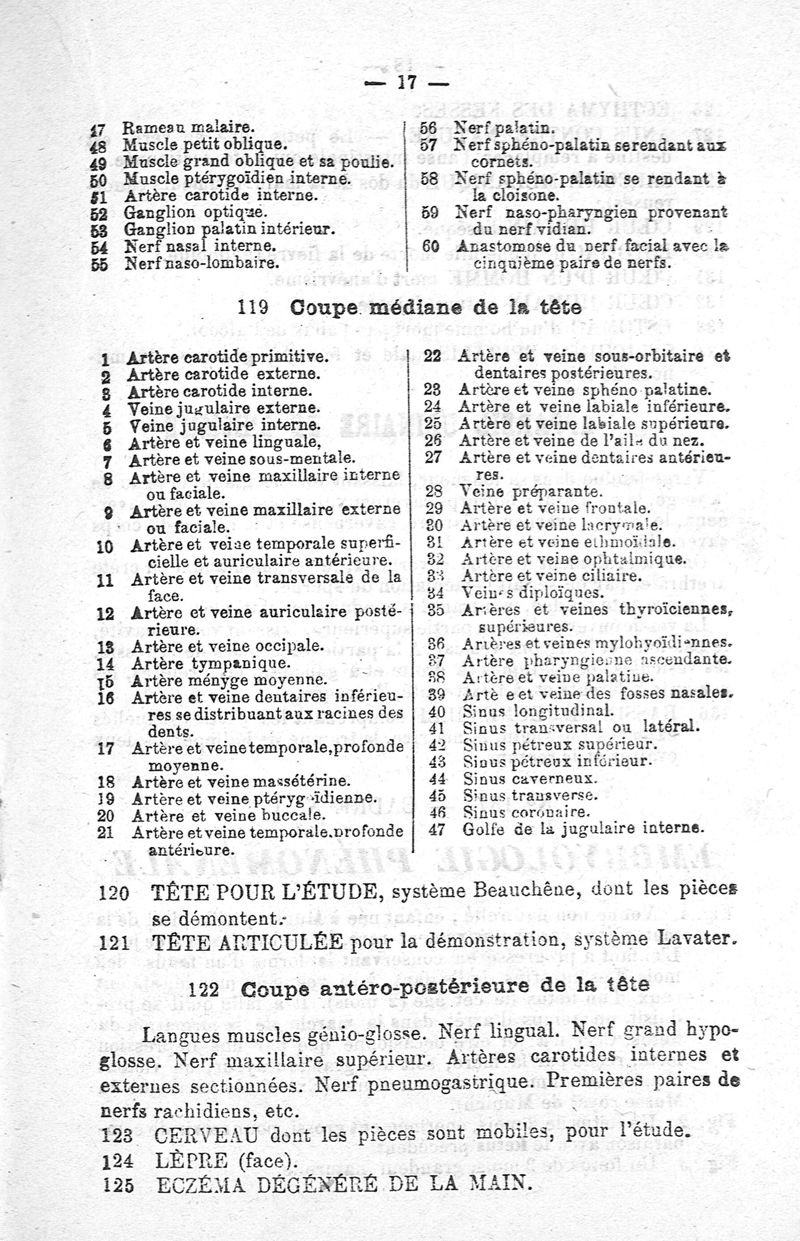 — 17 —
47 Rameau malaire.
48 Muscle petit oblique.
49 Muscle grand oblique et sa poulie.
50 Muscle ptérygoïdien interne.
51 Artère carotide interne.
52 Ganglion optique.
53 Ganglion palatin intérieur.
54 Nerf nasal interne.
55 Nerf naso-lombaire.
56 Nerf palatin.
57 Nerf sphéno-palatin se rendant aux
cornets.
58 Nerf sphéno-palatin se rendant à
la cloisone.
59 Nerf naso-pharyngien provenant
du nerf vidian.
60 Anastomose du nerf facial avec la
cinquième paire de nerfs.
119 Coupe médiane de la tête
1 Artère carotide primitive.
2 Artère carotide externe.
3 Artère carotide interne.
4 Veine jugulaire externe.
5 Veine jugulaire interne.
6 Artère et veine linguale,
7 Artère et veine sous-mentale.
8 Artère et veine maxillaire interne
ou faciale.
9 Artère et veine maxillaire externe
ou faciale.
10 Artère et veine temporale superfi-
cielle et auriculaire antérieure.
11 Artère et veine transversale de la
face.
12 Artère et veine auriculaire posté-
rieure.
13 Artère et veine occipale.
14 Artère tympanique.
15 Artère ményge moyenne.
16 Artère et veine dentaires inférieu-
res se distribuant aux racines des
dents.
17 Artère et veine temporale, profonde
moyenne.
18 Artère et veine massétérine.
19 Artère et veine ptérygoïdienne.
20 Artère et veine buccale.
21 Artère et veine temporale, profonde
antérieure.
22 Artère et veine sous-orbitaire et
dentaires postérieures.
23 Artère et veine sphéno palatine.
24 Artère et veine labiale inférieure.
25 Artère et veine labiale supérieure.
26 Artère et veine de l'aile du nez.
27 Artère et veine dentaires antérieu-
res.
28 Veine préparante.
29 Artère et veine frontale.
30 Artère et veine lacrymale.
31 Artère et veine ethmoïdale.
32 Artère et veine ophtalmique.
33 Artère et veine ciliaire.
34 Veines diploïques.
35 Artères et veines thyroïciennes,
supérieures.
36 Artères et veines mylohyoïdiennes.
37 Artère pharyngienne ascendante.
38 Artère et veine palatine.
39 Artère et veine des fosses nasales.
40 Sinus longitudinal.
41 Sinus transversal ou latéral.
42 Sinus pétreux supérieur.
43 Sinus pétreux inférieur.
44 Sinus caverneux.
45 Sinus transverse.
46 Sinus coronaire.
47 Golfe de la jugulaire interne.
120 TÊTE POUR L'ÉTUDE, système Beauchêne, dont les pièces
se démontent.
121 TÊTE ARTICULÉE pour la démonstration, système Lavater.
122 Coupe antéro-postérieure de la tête
Langues muscles génio-glosse. Nerf lingual. Nerf grand hypo-
glosse. Nerf maxillaire supérieur. Artères carotides internes et
externes sectionnées. Nerf pneumogastrique. Premières paires de
nerfs rachidiens, etc.
123 CERVEAU dont les pièces sont mobiles, pour l'étude.
124 LÈPRE (face).
125 ECZÉMA DÉGÉNÉRÉ DE LA MAIN.